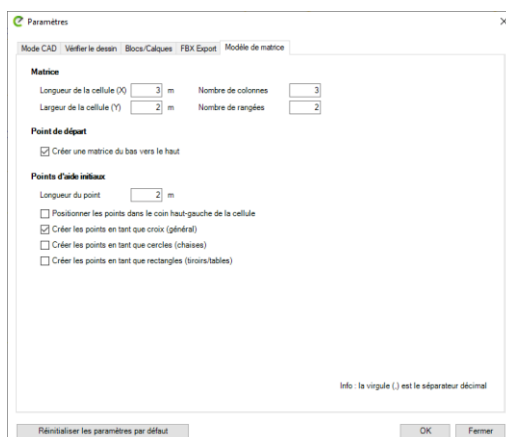 Paramètres
Mode CAD Vérifier le dessin Blocs/Calques FBX Export Modèle de matrice
Matrice
Longueur de la cellule (X) 3 m Nombre de colonnes 3
Largeur de la cellule (Y) 2 m Nombre de rangées 2
Point de départ
Créer une matrice du bas vers le haut
Points d'aide initiaux
Longueur du point 2 m
Positionner les points dans le coin haut-gauche de la cellule
Créer les points en tant que croix (général)
Créer les points en tant que cercles (chaises)
Créer les points en tant que rectangles (tiroirs/tables)
Info : la virgule (,) est le séparateur décimal
Réinitialiser les paramètres par défaut OK Fermer